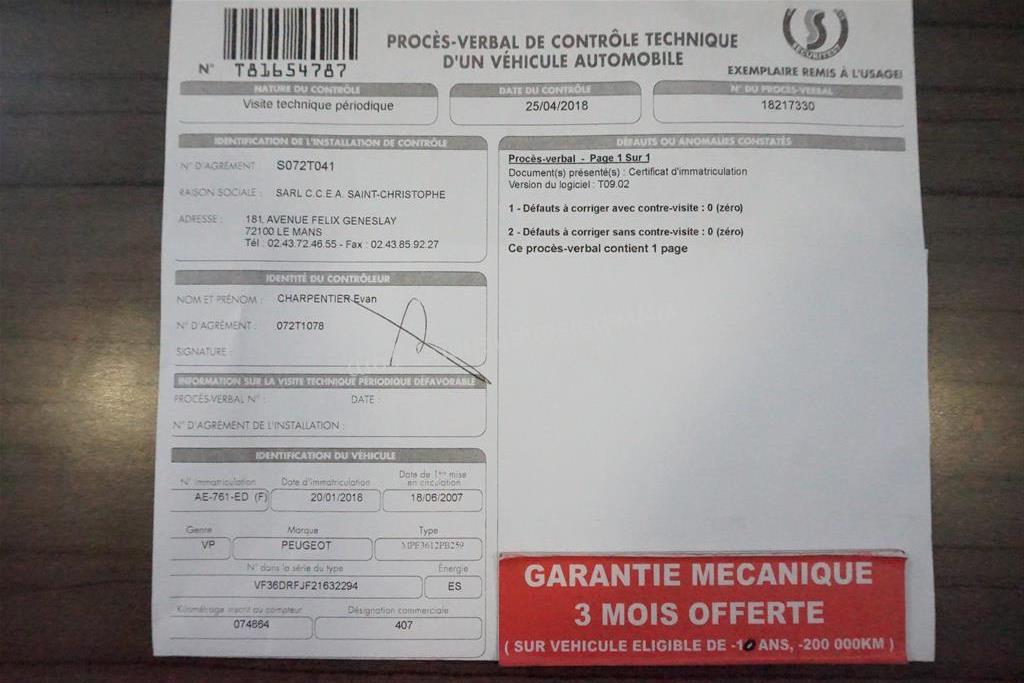 N° T81654787
PROCÈS-VERBAL DE CONTRÔLE TECHNIQUE
D'UN VÉHICULE AUTOMOBILE
S
SECURITEST
EXEMPLAIRE REMIS À L'USAGER
NATURE DU CONTRÔLE
Visite technique périodique
DATE DU CONTRÔLE
25/04/2018
N° DU PROCÈS-VERBAL
18217330
IDENTIFICATION DE L'INSTALLATION DE CONTRÔLE
N° D'AGRÉMENT : S072T041
RAISON SOCIALE : SARL C.C.E.A. SAINT-CHRISTOPHE
ADRESSE : 181, AVENUE FELIX GENESLAY
72100 LE MANS
Tél : 02.43.72.46.55 - Fax : 02.43.85.92.27
IDENTITÉ DU CONTRÔLEUR
NOM ET PRÉNOM : CHARPENTIER Evan
N° D'AGRÉMENT : 072T1078
SIGNATURE :
INFORMATION SUR LA VISITE TECHNIQUE PÉRIODIQUE DÉFAVORABLE
PROCÈS-VERBAL N° : DATE :
N° D'AGRÉMENT DE L'INSTALLATION :
IDENTIFICATION DU VÉHICULE
N° Immatriculation Date d'immatriculation Date de 1ère mise
en circulation
AE-761-ED (F) 20/01/2018 18/06/2007
Genre Marque Type
VP PEUGEOT MPE3612PB259
N° dans la série du type Énergie
VF36DRFJF21632294 ES
Kilométrage inscrit au compteur Désignation commerciale
074864 407
DÉFAUTS OU ANOMALIES CONSTATÉS
Procès-verbal - Page 1 Sur 1
Document(s) présenté(s) : Certificat d'immatriculation
Version du logiciel : T09.02
1 - Défauts à corriger avec contre-visite : 0 (zéro)
2 - Défauts à corriger sans contre-visite : 0 (zéro)
Ce procès-verbal contient 1 page
GARANTIE MECANIQUE
3 MOIS OFFERTE
( SUR VEHICULE ELIGIBLE DE -10 ANS, -200 000KM )